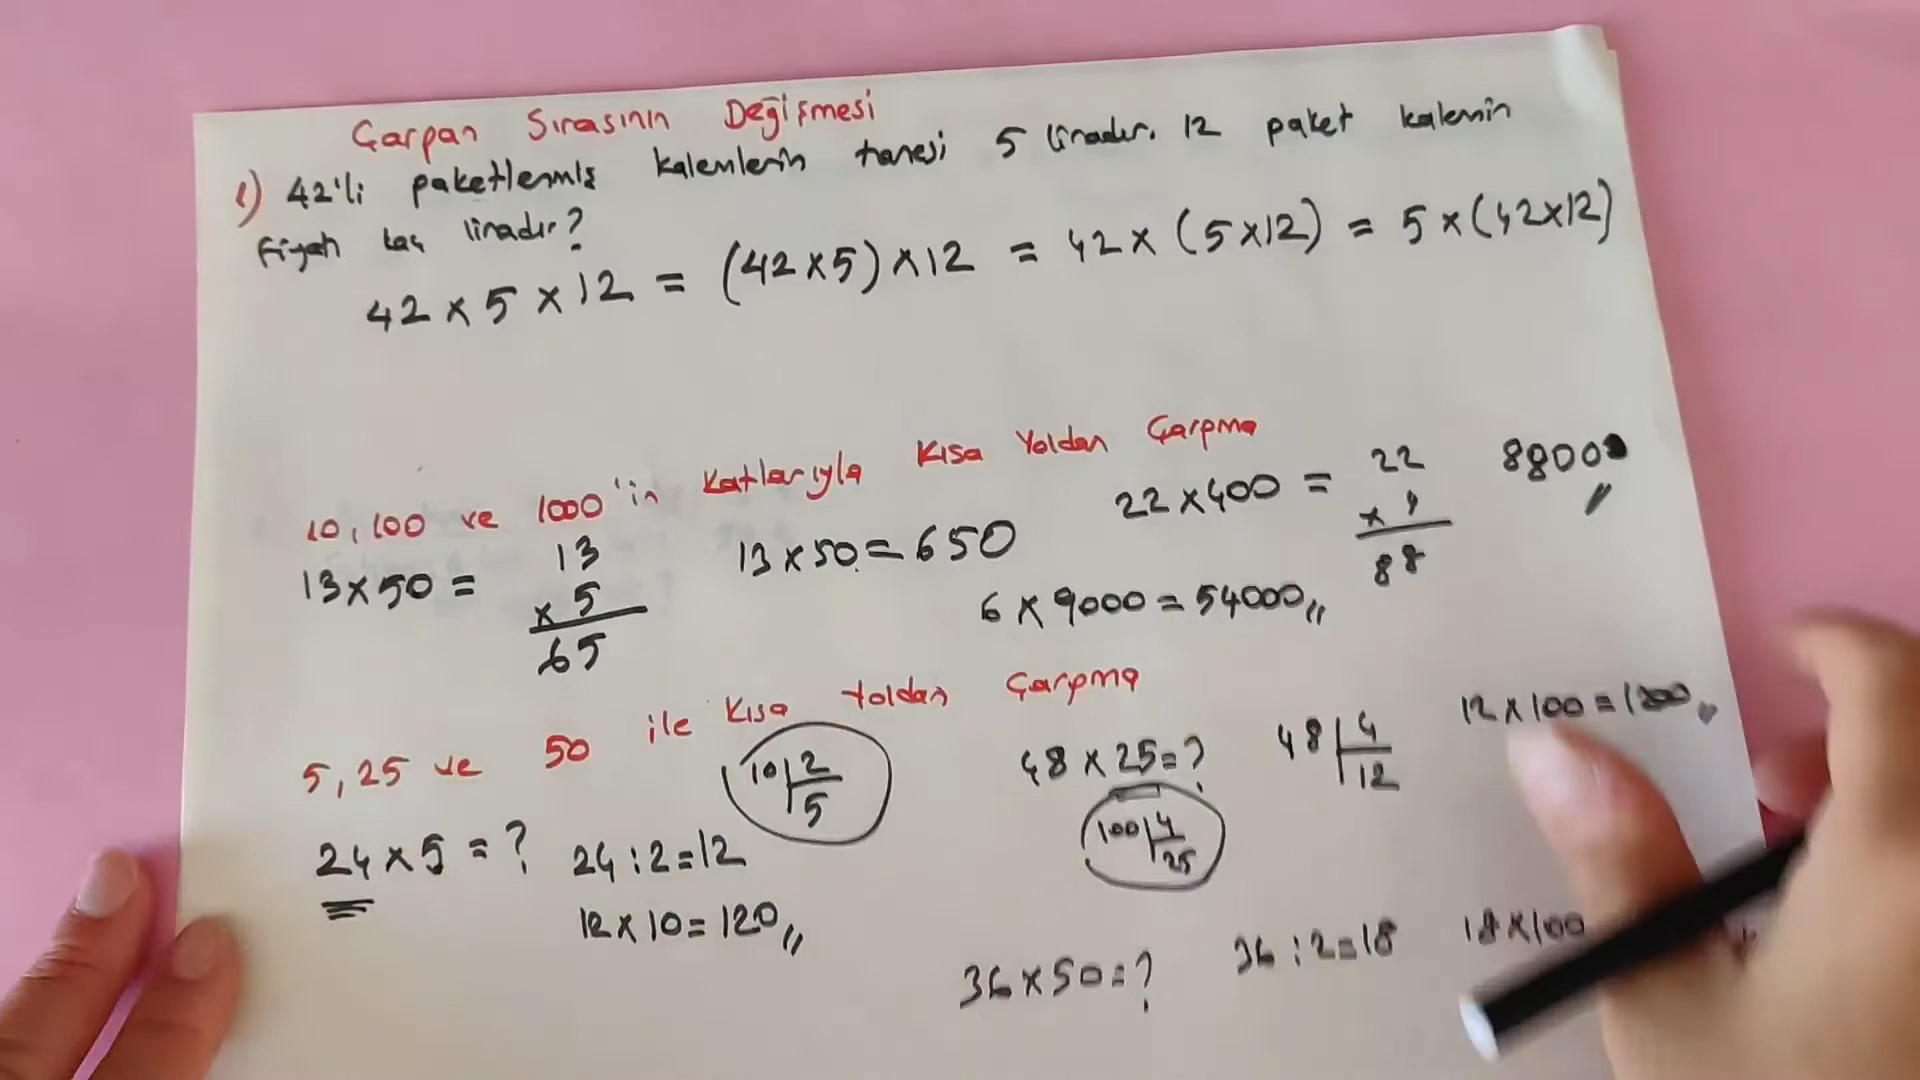 Çarpan Sırasının Değişmesi
1) 42'li paketlenmiş kalemlerin tanesi 5 liradır. 12 paket kalemin
fiyatı kaç liradır?
42 x 5 x 12 = (42 x 5) x 12 = 42 x (5 x 12) = 5 x (42 x 12)
10, 100 ve 1000'in Katlarıyla Kısa Yoldan Çarpma
13 x 50 =
13
x 5
65
13 x 50 = 650
22 x 400 =
22
x 4
88
8800
6 x 9000 = 54000,,
5, 25 ve 50 ile Kısa Yoldan Çarpma
24 x 5 = ?
24 : 2 = 12
12 x 10 = 120,,
10 2
5
48 x 25 = ?
100 4
25
48 4
12
12 x 100 = 1200,,
36 x 50 = ?
36 : 2 = 18
18 x 100